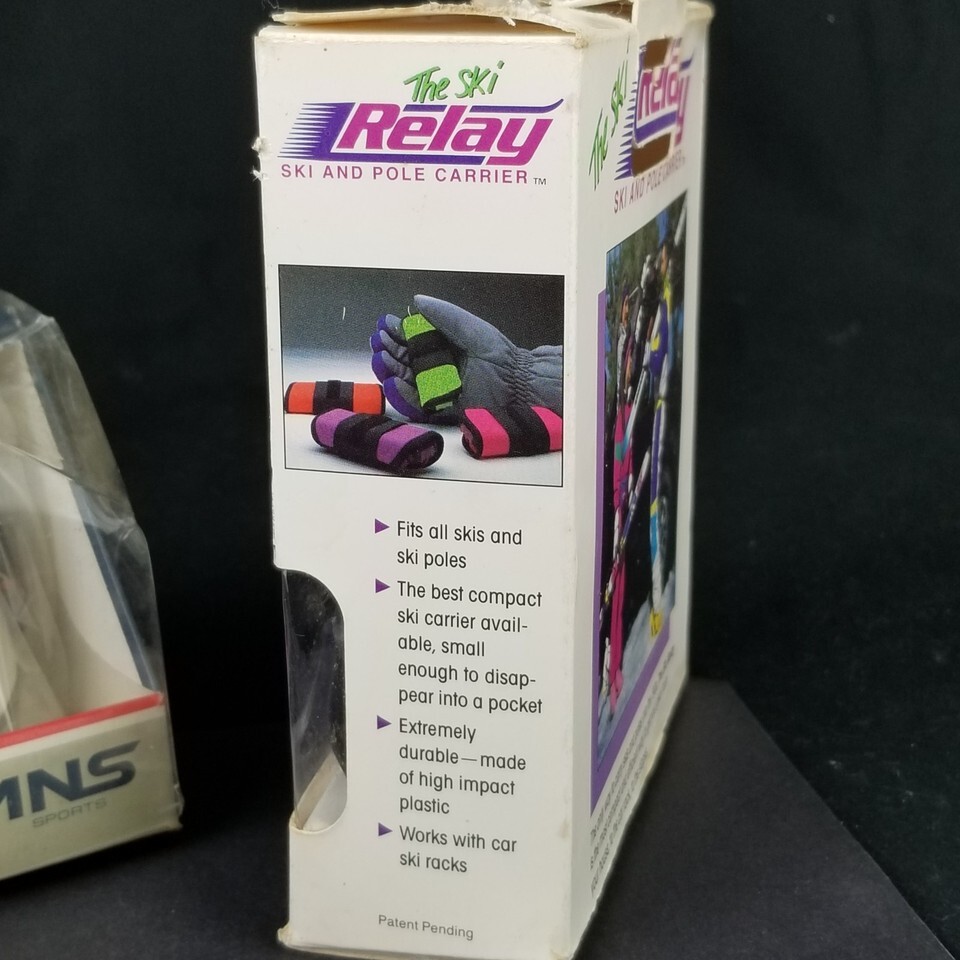 The Ski
Relay
SKI AND POLE CARRIER™
▶ Fits all skis and
ski poles
▶ The best compact
ski carrier avail-
able, small
enough to disap-
pear into a pocket
▶ Extremely
durable — made
of high impact
plastic
▶ Works with car
ski racks
Patent Pending
The Ski
Relay
SKI AND POLE CARRIER
MNS
SPORTS